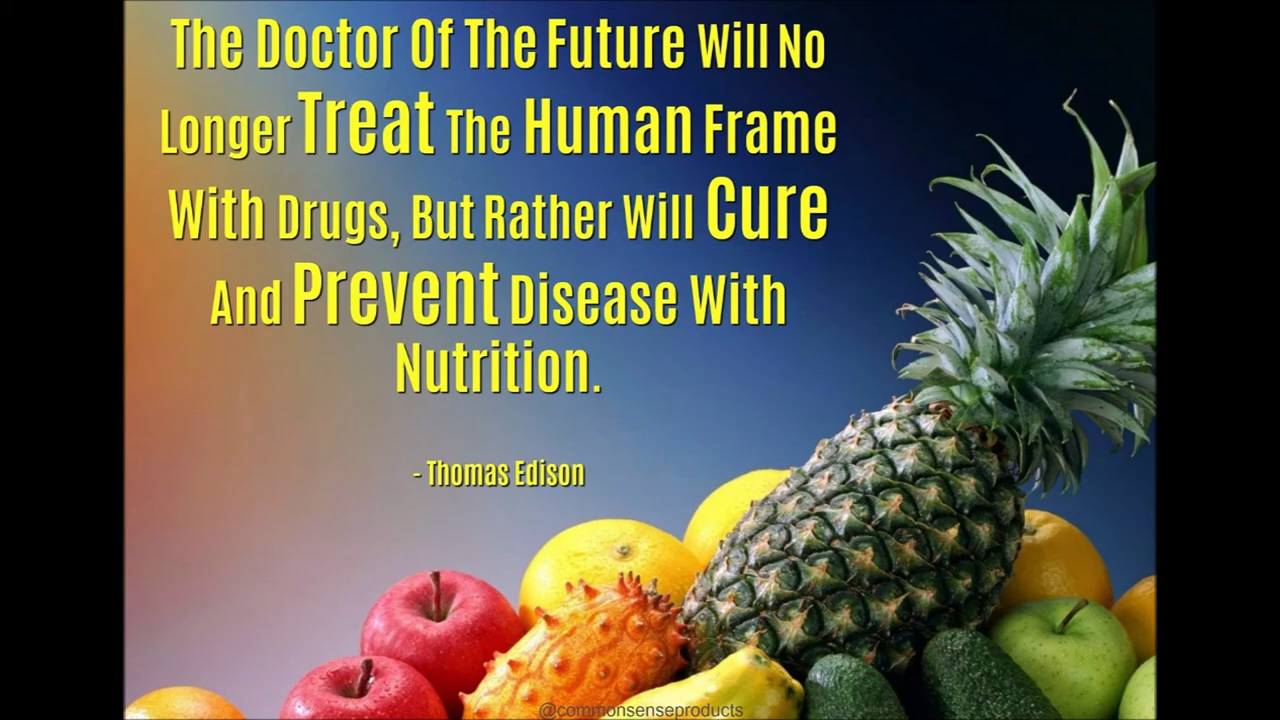 The Doctor Of The Future Will No
Longer Treat The Human Frame
With Drugs, But Rather Will Cure
And Prevent Disease With
Nutrition.
- Thomas Edison
@commonsenseproducts